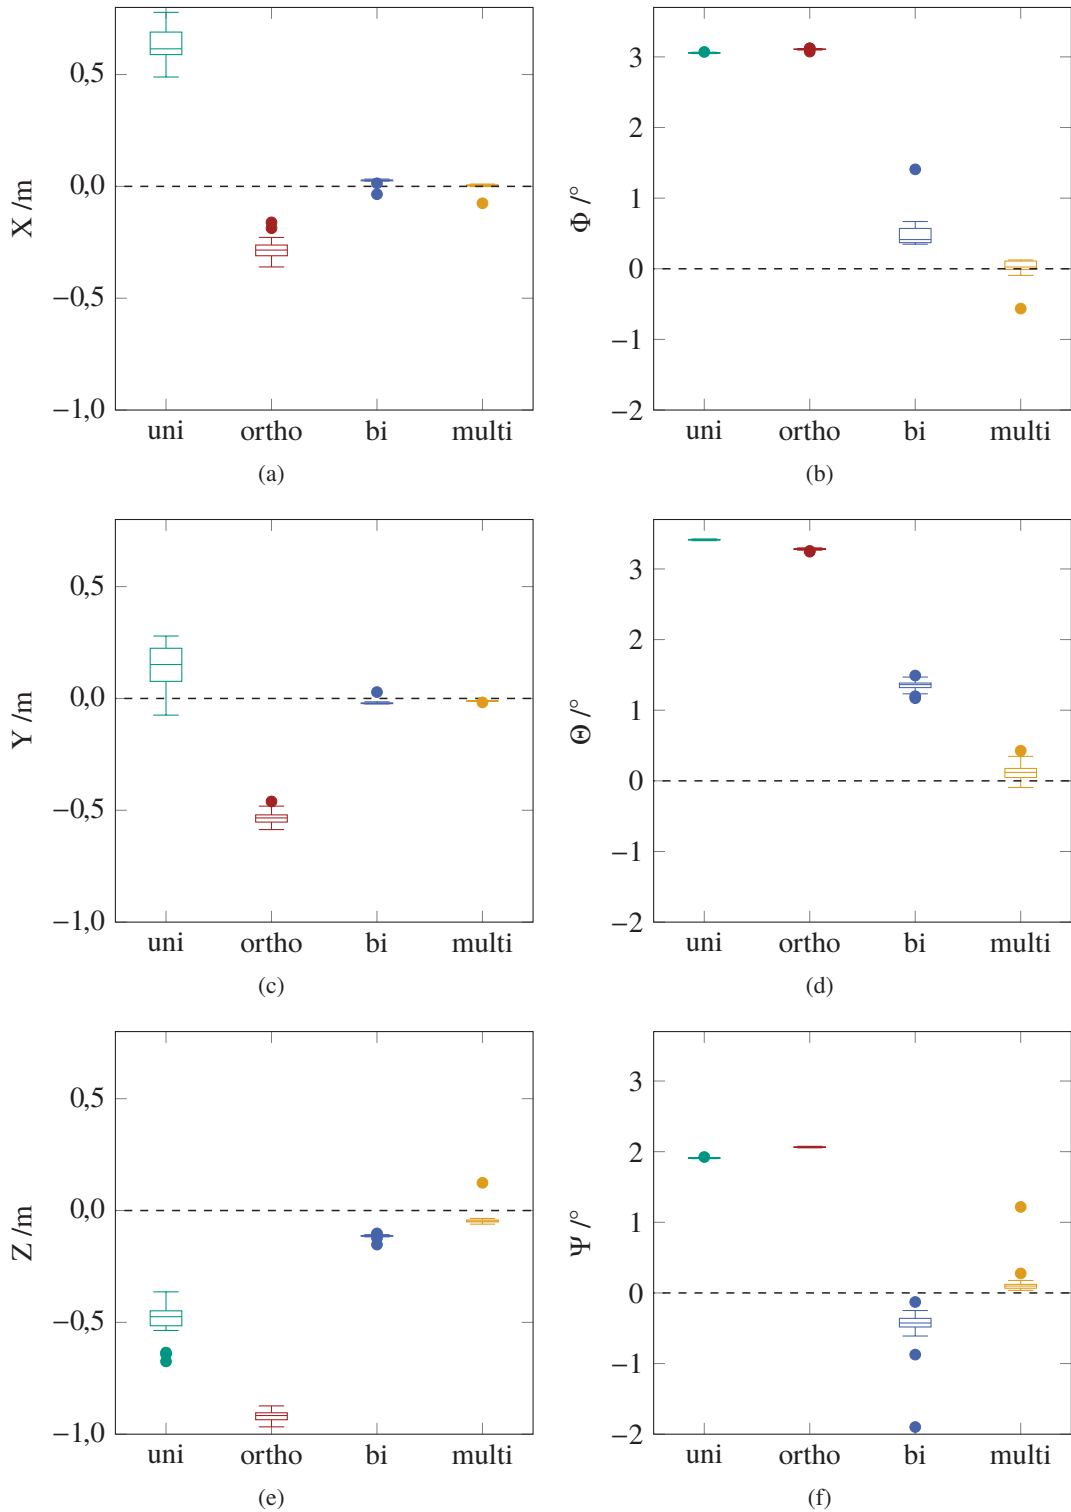 X /m
0,5
0,0
−0,5
−1,0
uni ortho bi multi
(a)
Φ /°
3
2
1
0
−1
−2
uni ortho bi multi
(b)
Y /m
0,5
0,0
−0,5
−1,0
uni ortho bi multi
(c)
Θ /°
3
2
1
0
−1
−2
uni ortho bi multi
(d)
Z /m
0,5
0,0
−0,5
−1,0
uni ortho bi multi
(e)
Ψ /°
3
2
1
0
−1
−2
uni ortho bi multi
(f)